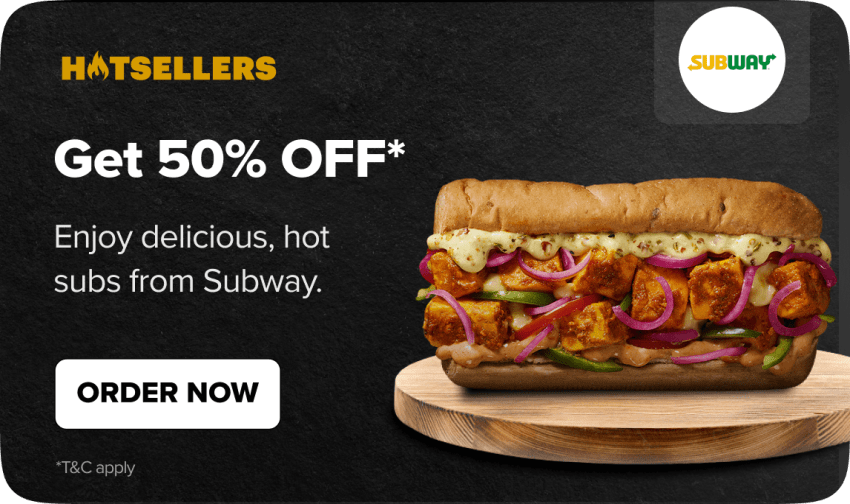 HOTSELLERS
SUBWAY
Get 50% OFF*
Enjoy delicious, hot
subs from Subway.
ORDER NOW
*T&C apply